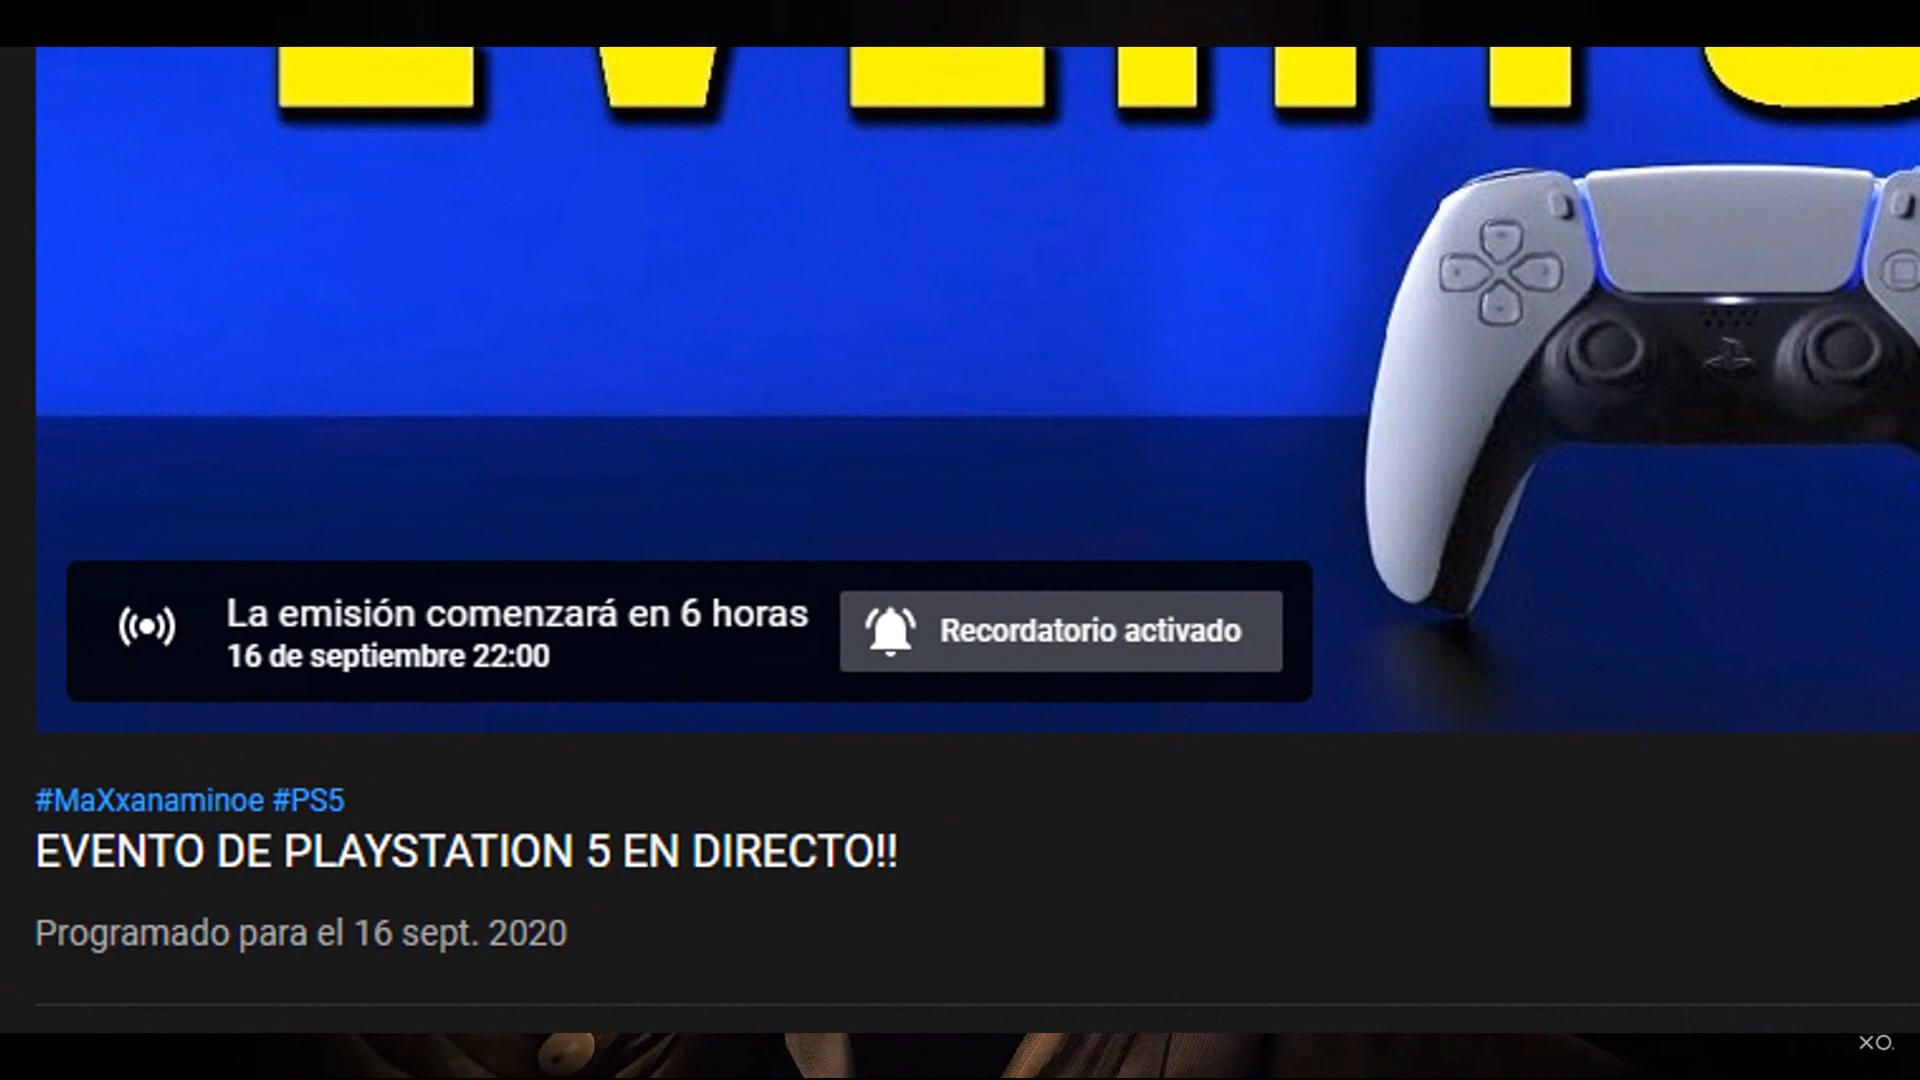 La emisión comenzará en 6 horas
16 de septiembre 22:00
Recordatorio activado
#MaXxanaminoe #PS5
EVENTO DE PLAYSTATION 5 EN DIRECTO!!
Programado para el 16 sept. 2020
XO.